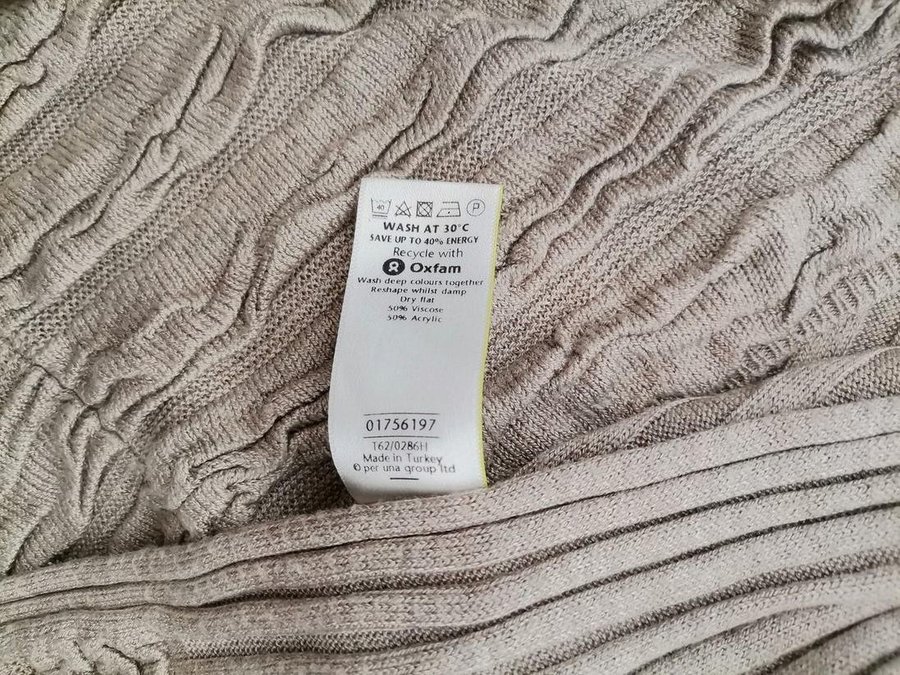 40 P
WASH AT 30°C
SAVE UP TO 40% ENERGY
Recycle with
Oxfam
Wash deep colours together
Reshape whilst damp
Dry flat
50% Viscose
50% Acrylic
01756197
T62/0286H
Made in Turkey
© per una group ltd